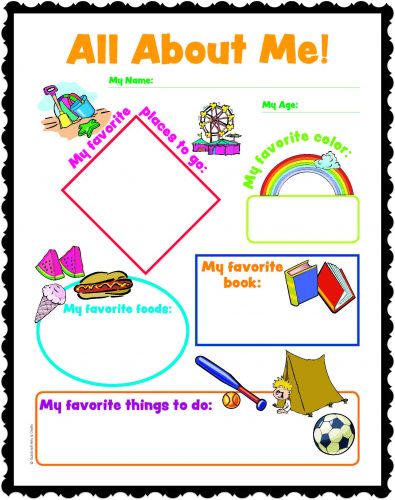 All About Me!
My Name:
My Age:
My favorite places to go:
My favorite color:
My favorite
book:
My favorite foods:
My favorite things to do: